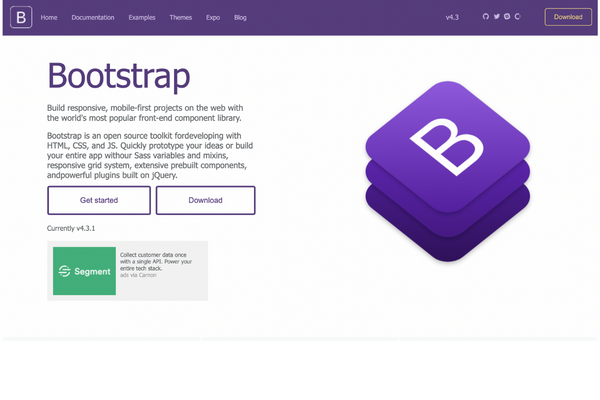 B Home Documentation Examples Themes Expo Blog v4.3 Download
Bootstrap
Build responsive, mobile-first projects on the web with
the world's most popular front-end component library.
Bootstrap is an open source toolkit fordeveloping with
HTML, CSS, and JS. Quickly prototype your ideas or build
your entire app withour Sass variables and mixins,
responsive grid system, extensive prebuilt components,
andpowerful plugins built on jQuery.
Get started Download
Currently v4.3.1
Segment
Collect customer data once
with a single API. Power your
entire tech stack.
ads via Carnon
B